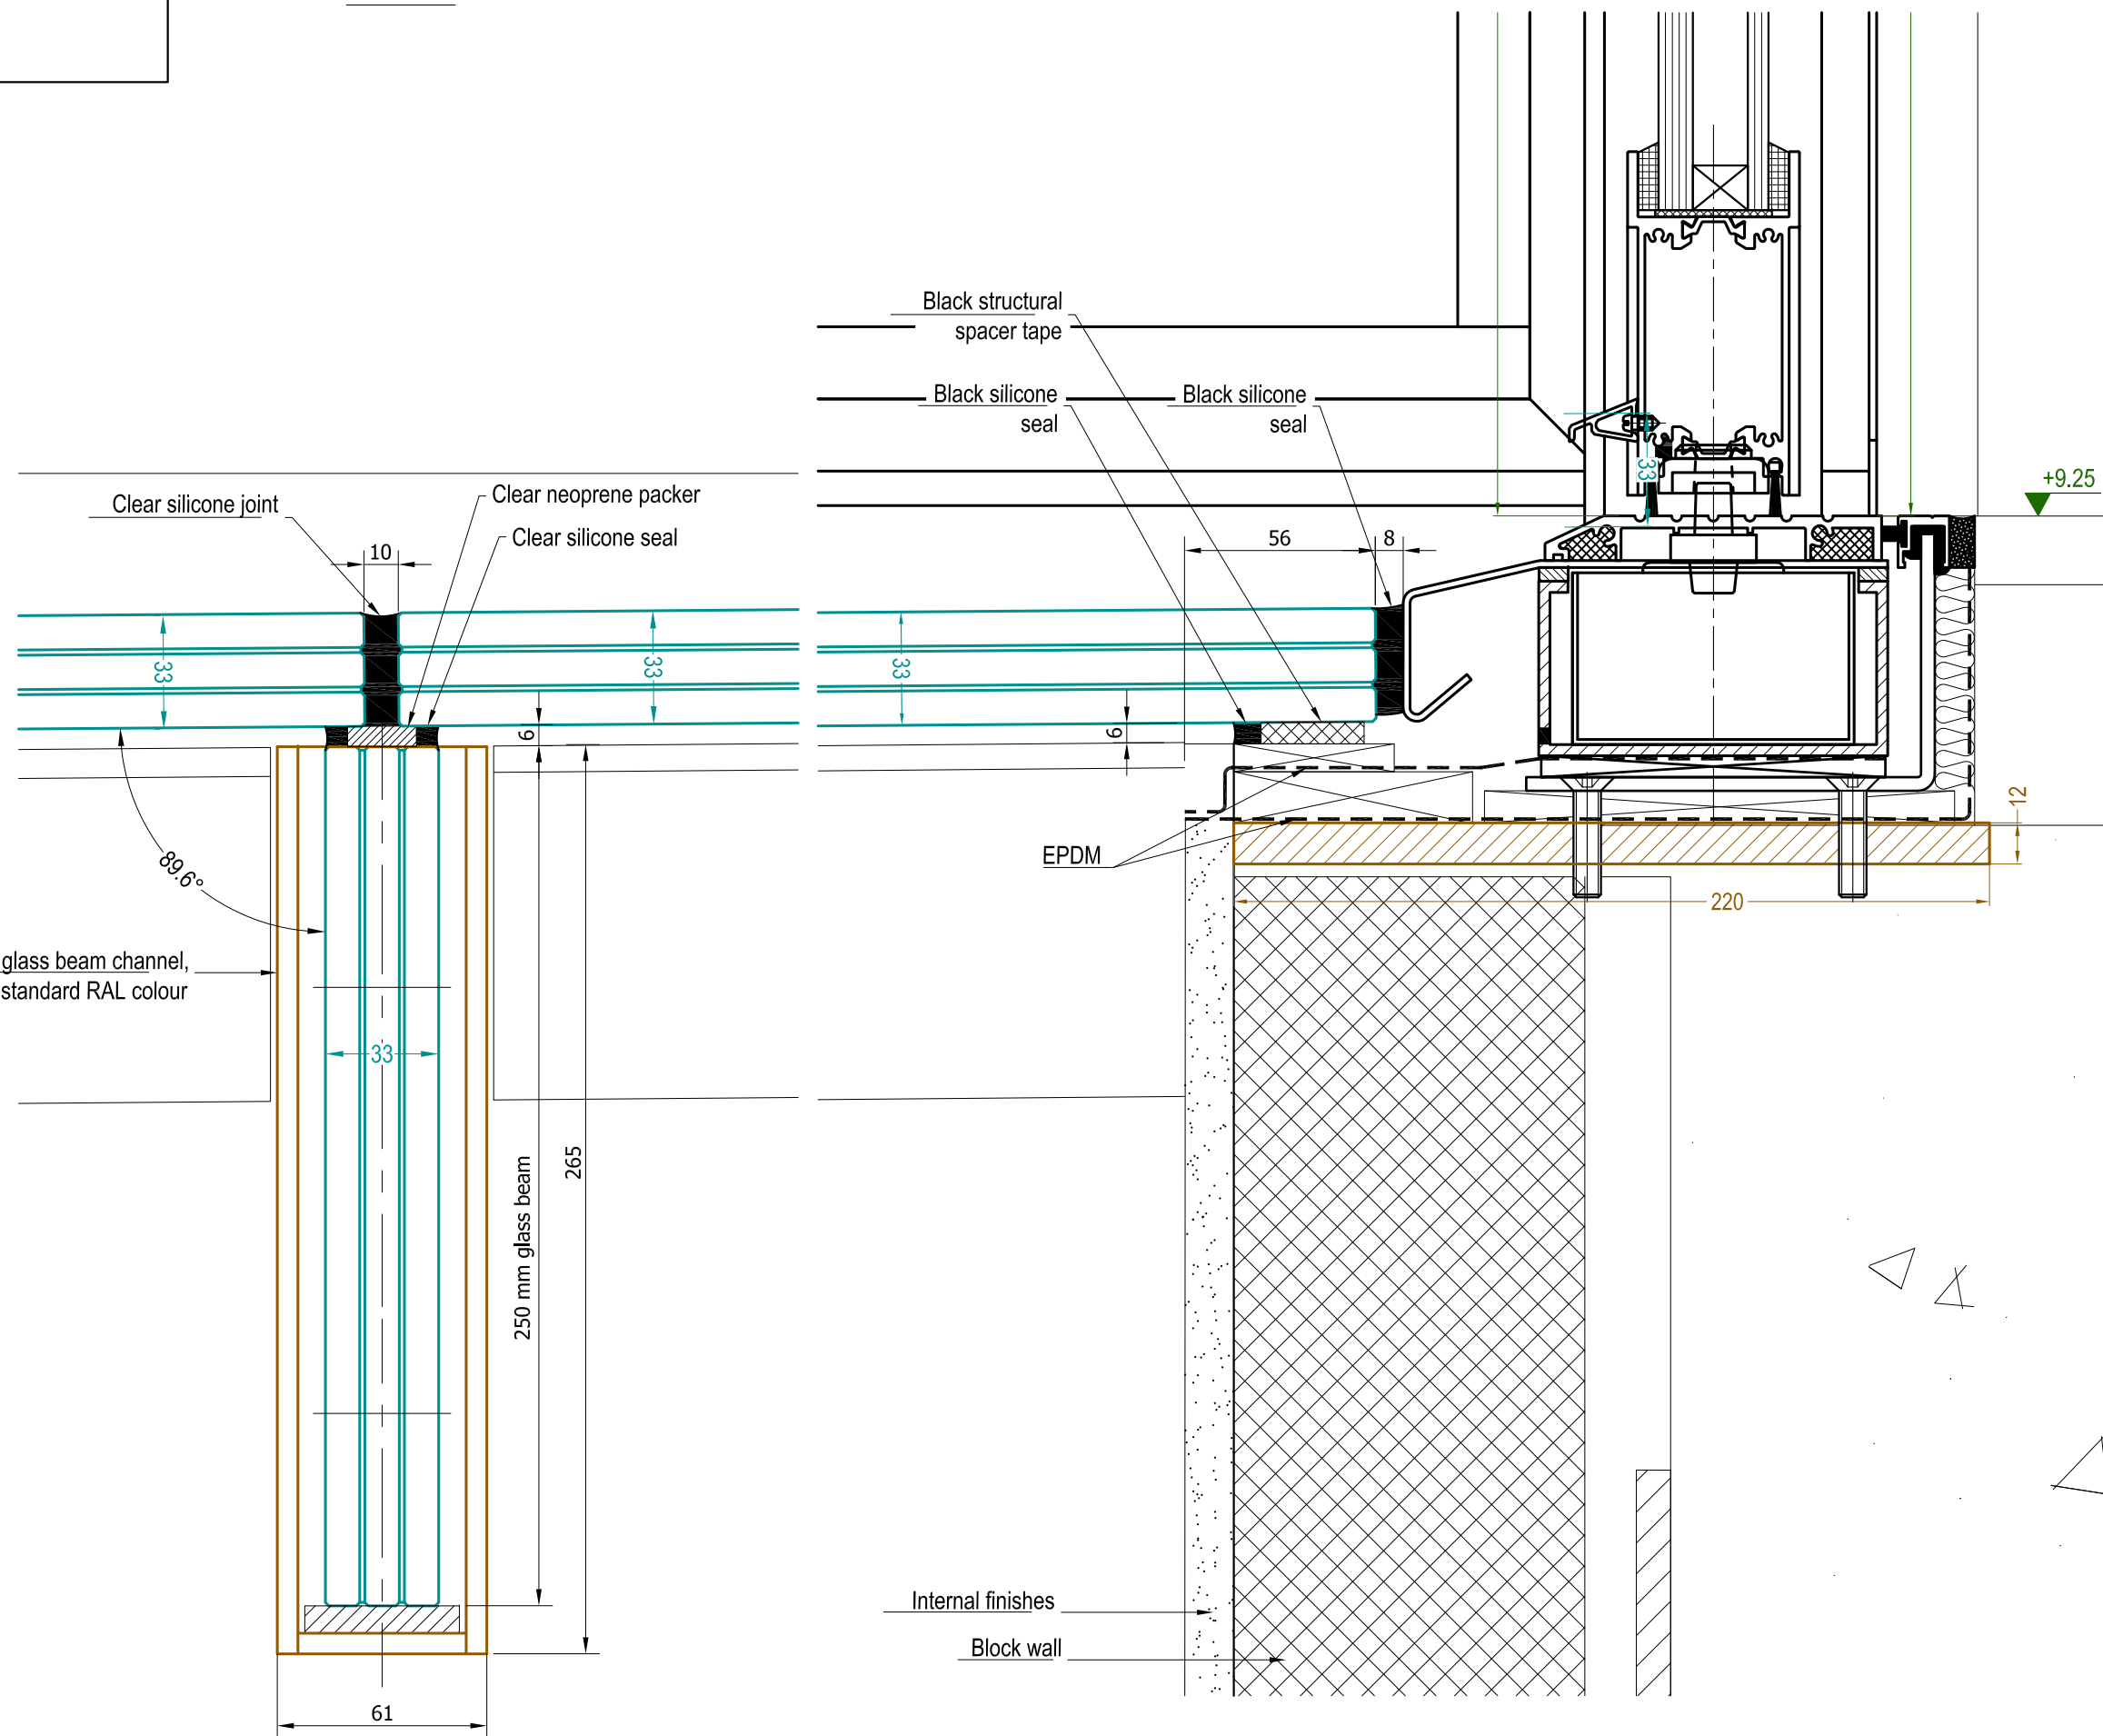 Black structural
spacer tape
Black silicone
seal
Black silicone
seal
+9.25
33
Clear silicone joint
Clear neoprene packer
Clear silicone seal
10
56
8
33
33
33
6
6
12
89.6°
EPDM
220
glass beam channel,
standard RAL colour
33
250 mm glass beam
265
Internal finishes
Block wall
61